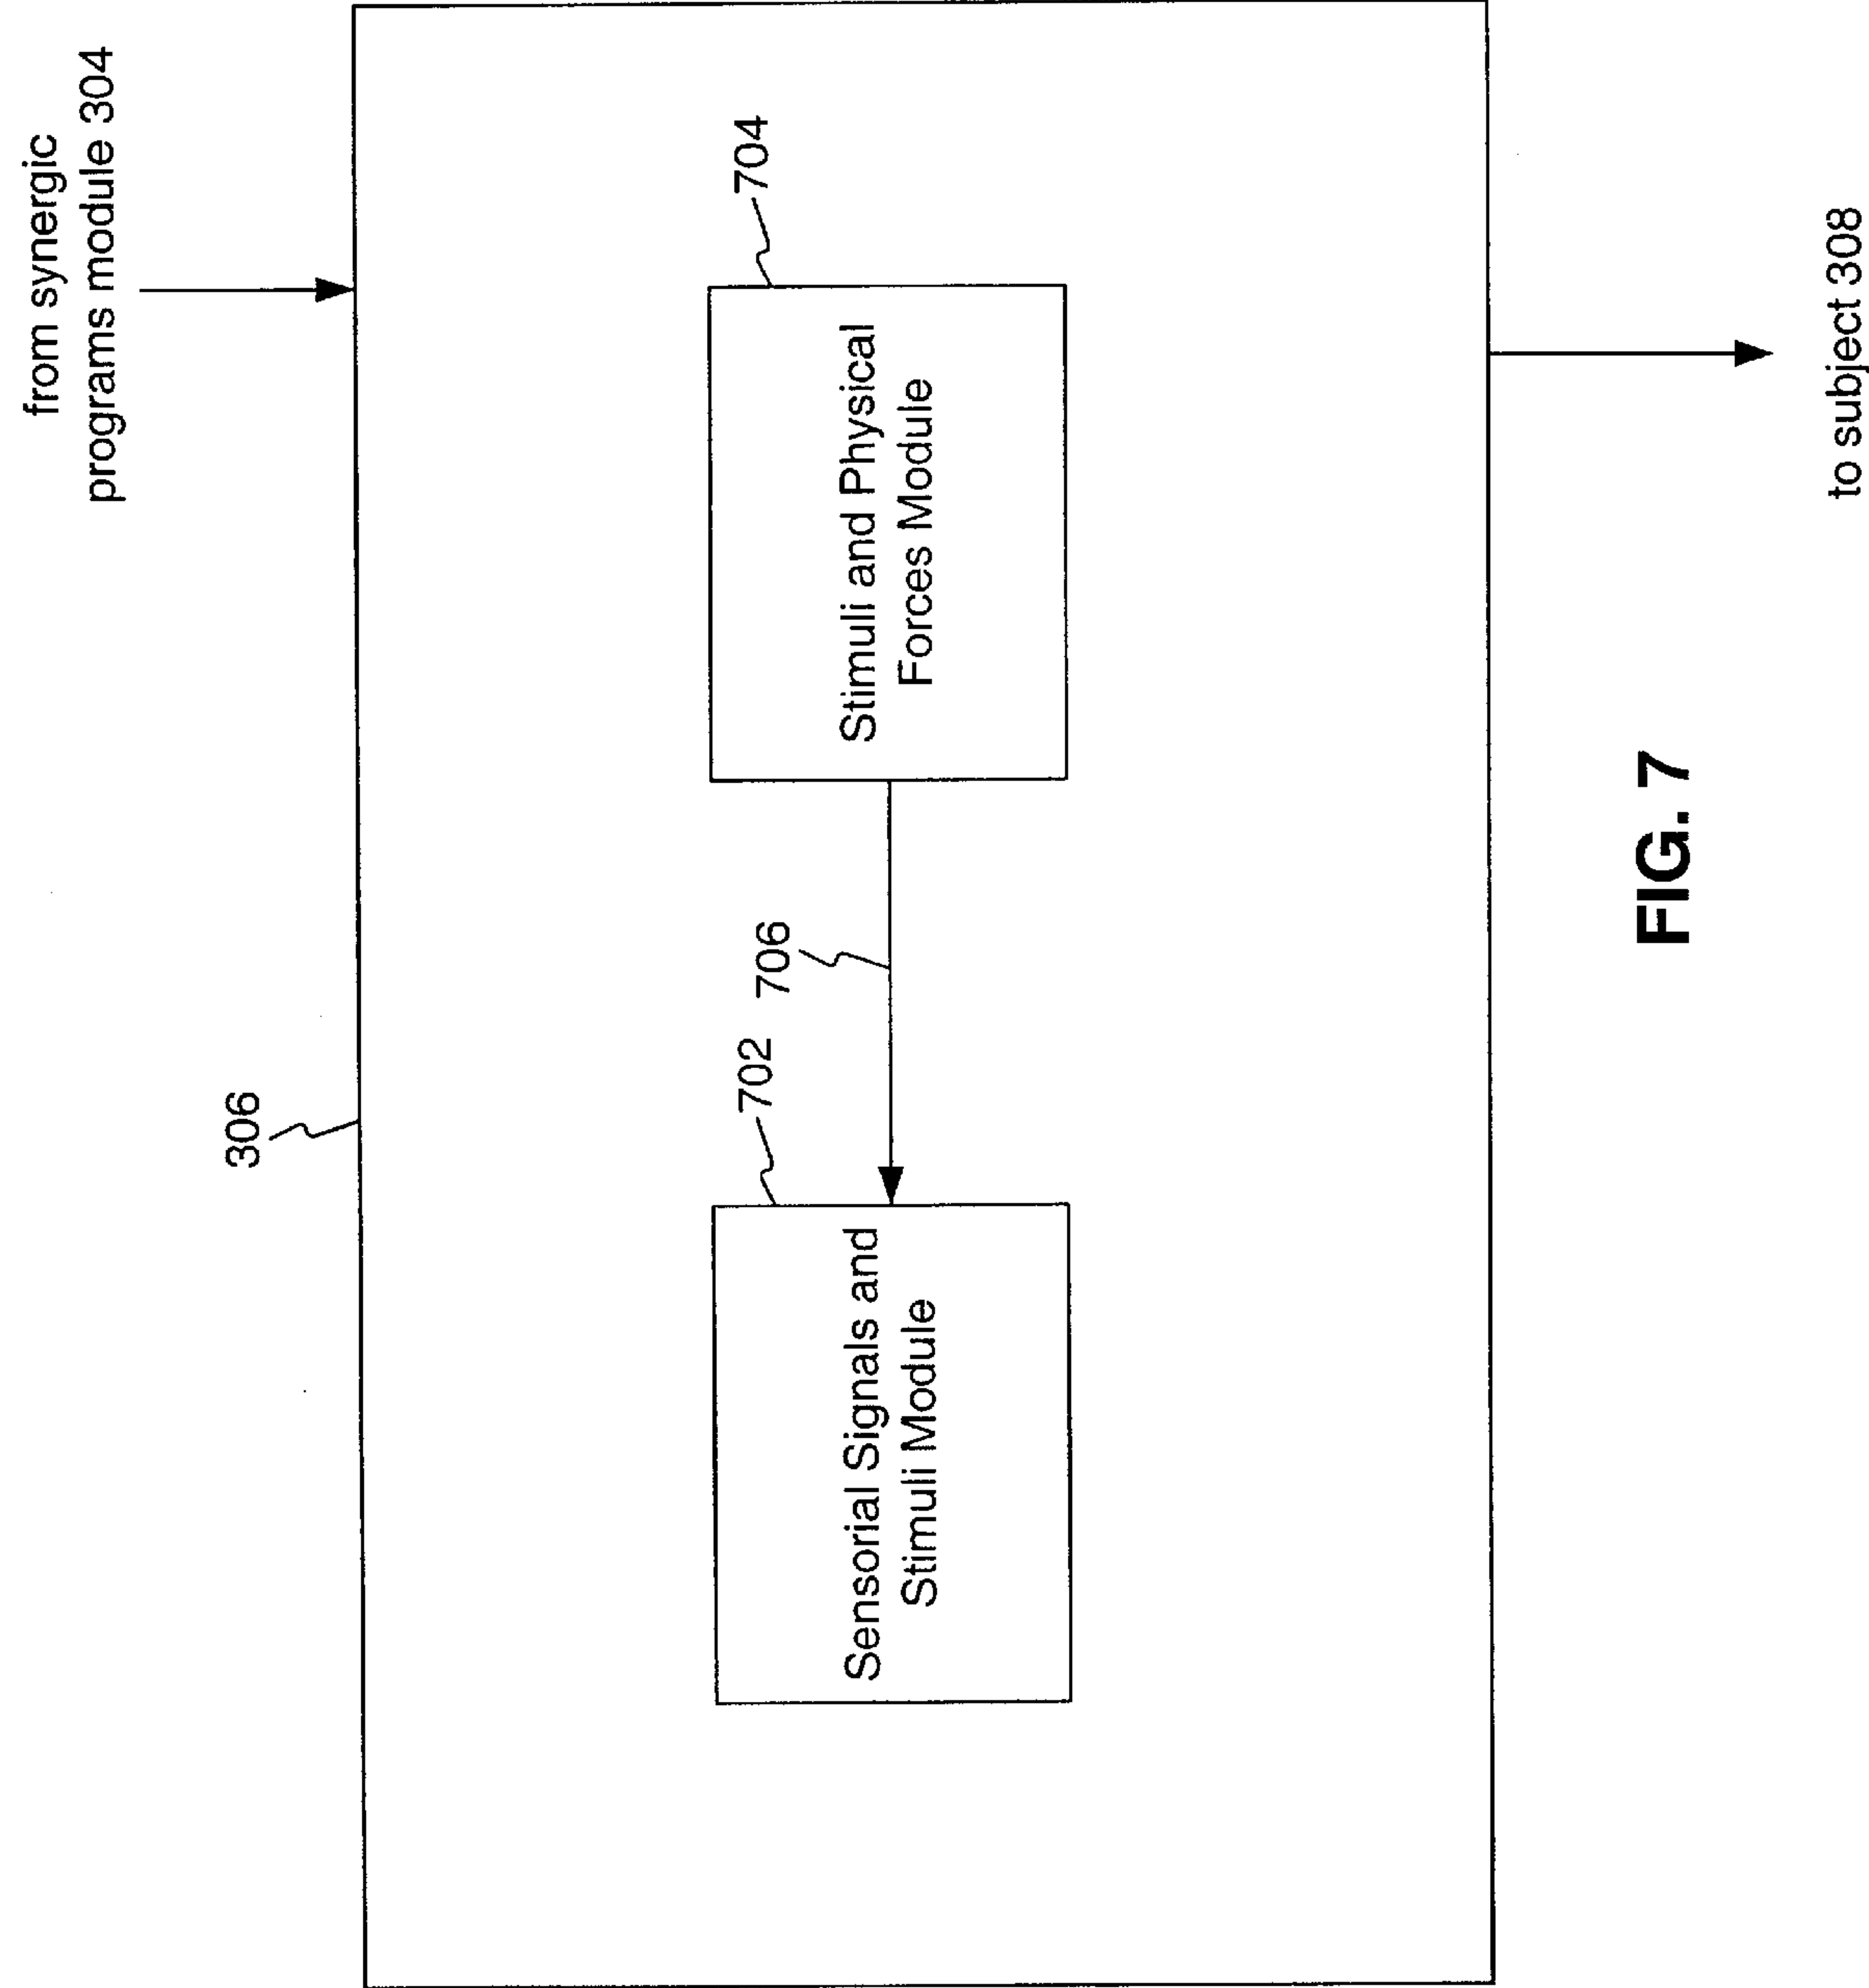 from synergic
programs module 304
306
702
706
704
Sensorial Signals and
Stimuli Module
Stimuli and Physical
Forces Module
FIG. 7
to subject 308